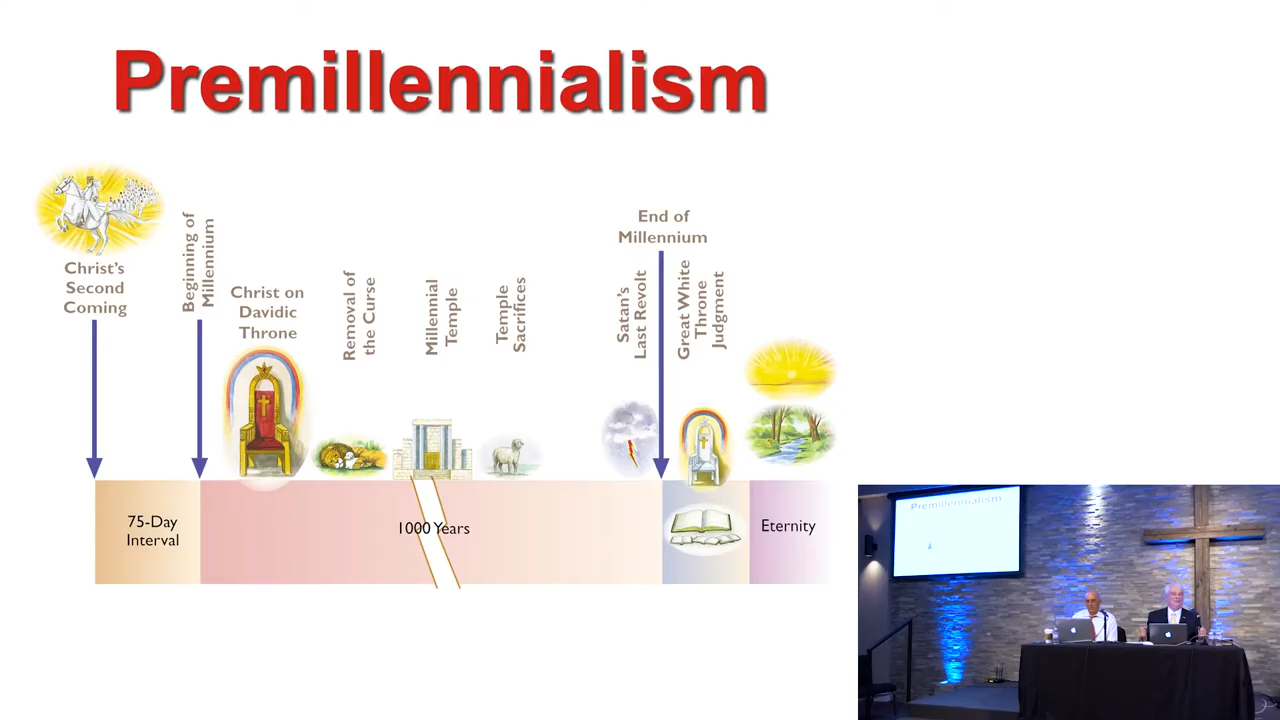 Premillennialism
Christ's
Second
Coming
Beginning of
Millennium
Christ on
Davidic
Throne
Removal of
the Curse
Millennial
Temple
Temple
Sacrifices
Satan's
Last Revolt
End of
Millennium
Great White
Throne
Judgment
75-Day
Interval
1000 Years
Eternity
Premillennialism